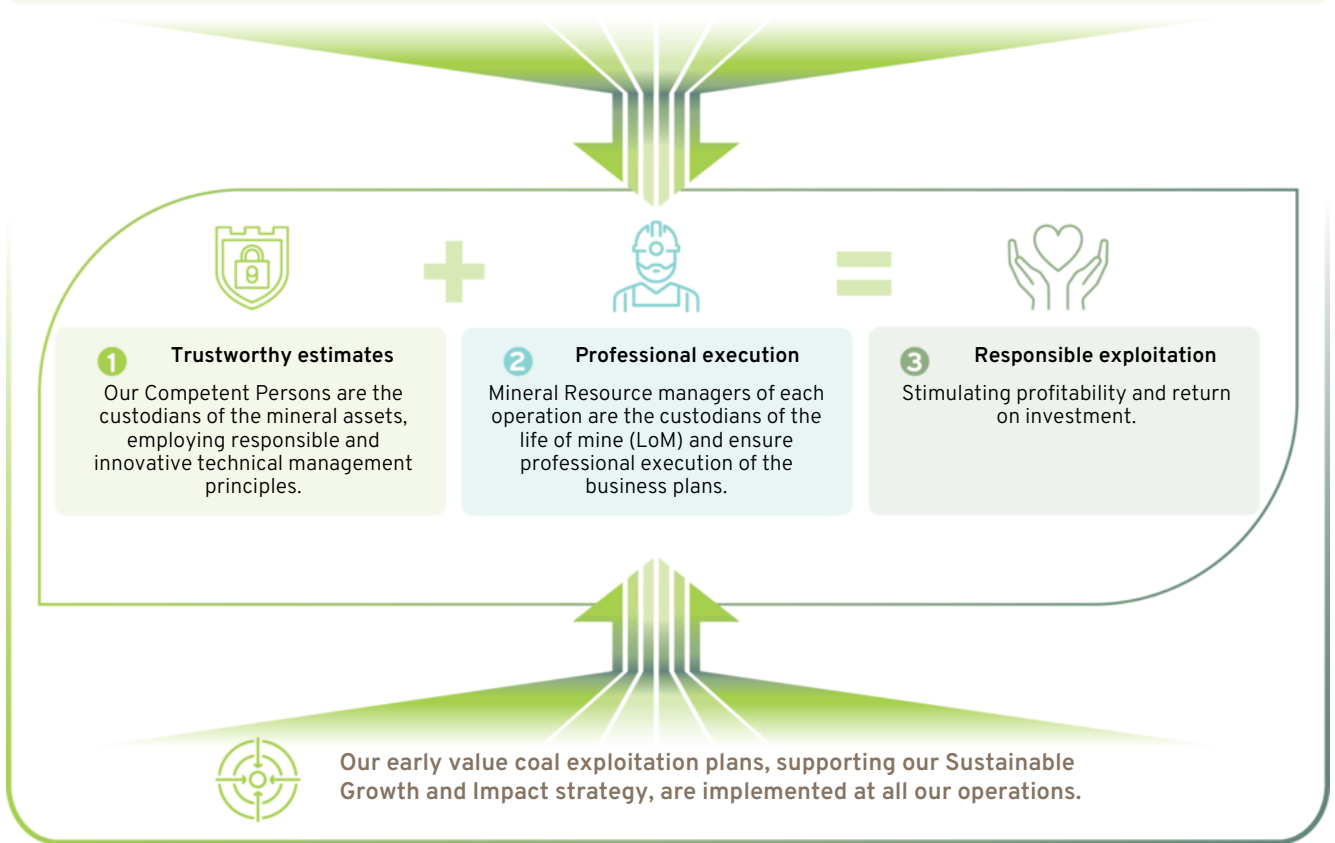 1 Trustworthy estimates
Our Competent Persons are the
custodians of the mineral assets,
employing responsible and
innovative technical management
principles.
2 Professional execution
Mineral Resource managers of each
operation are the custodians of the
life of mine (LoM) and ensure
professional execution of the
business plans.
3 Responsible exploitation
Stimulating profitability and return
on investment.
Our early value coal exploitation plans, supporting our Sustainable
Growth and Impact strategy, are implemented at all our operations.